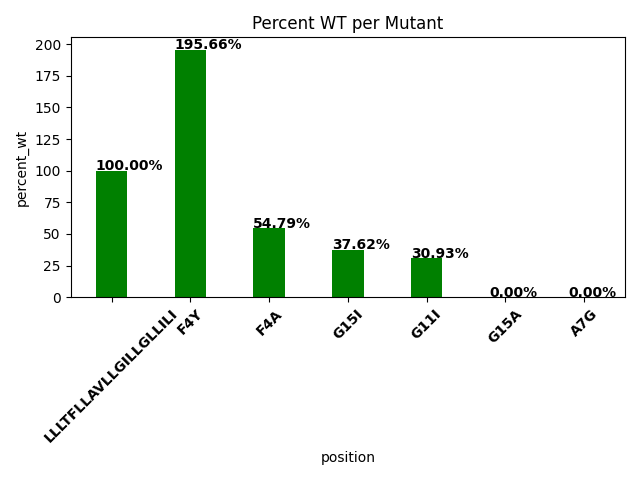 Percent WT per Mutant
percent_wt
200
175
150
125
100
75
50
25
0
100.00%
195.66%
54.79%
37.62%
30.93%
0.00%
0.00%
LLLTFLLAVLLGILLGLLILI
F4Y
F4A
G15I
G11I
G15A
A7G
position